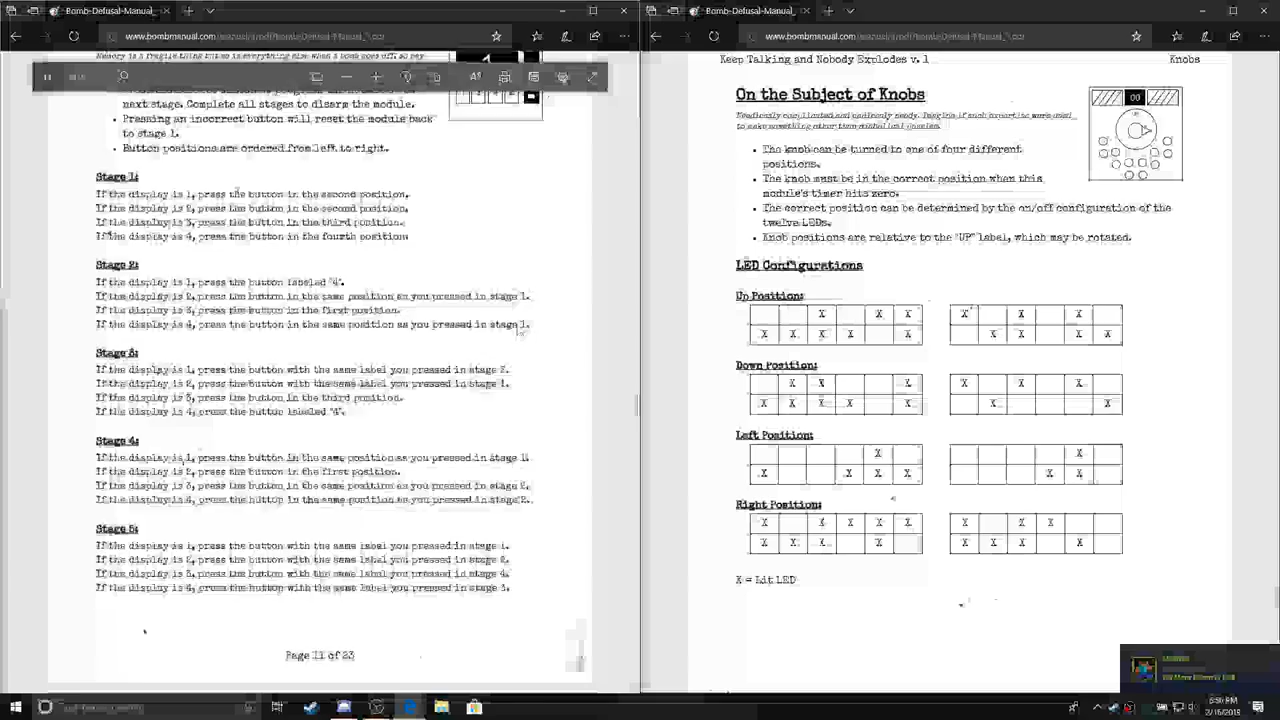 Bomb-Defusal-Manual_
www.bombmanual.com
next stage. Complete all stages to disarm the module.
Pressing an incorrect button will reset the module back
to stage 1.
Button positions are ordered from left to right.
Stage 1:
If the display is 1, press the button in the second position.
If the display is 2, press the button in the second position.
If the display is 3, press the button in the third position.
If the display is 4, press the button in the fourth position.
Stage 2:
If the display is 1, press the button labeled "4".
If the display is 2, press the button in the same position as you pressed in stage 1.
If the display is 3, press the button in the first position.
If the display is 4, press the button in the same position as you pressed in stage 1.
Stage 3:
If the display is 1, press the button with the same label you pressed in stage 2.
If the display is 2, press the button with the same label you pressed in stage 1.
If the display is 3, press the button in the third position.
If the display is 4, press the button labeled "4".
Stage 4:
If the display is 1, press the button in the same position as you pressed in stage 1.
If the display is 2, press the button in the first position.
If the display is 3, press the button in the same position as you pressed in stage 2.
If the display is 4, press the button in the same position as you pressed in stage 2.
Stage 5:
If the display is 1, press the button with the same label you pressed in stage 1.
If the display is 2, press the button with the same label you pressed in stage 2.
If the display is 3, press the button with the same label you pressed in stage 4.
If the display is 4, press the button with the same label you pressed in stage 3.
Page 11 of 23
Bomb-Defusal-Manual_
www.bombmanual.com
Keep Talking and Nobody Explodes v. 1 Knobs
On the Subject of Knobs
00
The knob can be turned to one of four different
positions.
The knob must be in the correct position when this
module's timer hits zero.
The correct position can be determined by the on/off configuration of the
twelve LEDs.
Knob positions are relative to the "UP" label, which may be rotated.
LED Configurations
Up Position:
X X X X X X
X X X X X X X X
Down Position:
X X X X X X
X X X X X X X
Left Position:
X X
X X X X X X
Right Position:
X X X X X X X X
X X X X X X X X
X = Lit LED